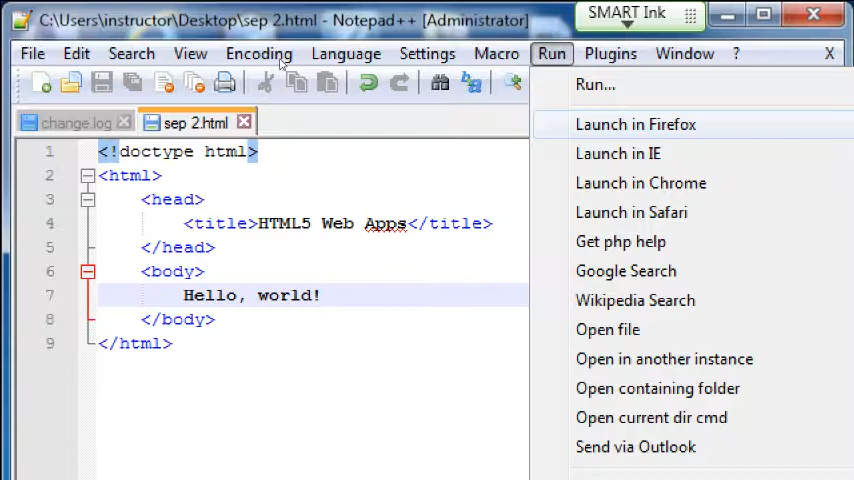 C:\Users\instructor\Desktop\sep 2.html - Notepad++ [Administrator]
SMART Ink
File Edit Search View Encoding Language Settings Macro Run Plugins Window ? X
change.log sep 2.html
1 <!doctype html>
2 <html>
3 <head>
4 <title>HTML5 Web Apps</title>
5 </head>
6 <body>
7 Hello, world!
8 </body>
9 </html>
Run...
Launch in Firefox
Launch in IE
Launch in Chrome
Launch in Safari
Get php help
Google Search
Wikipedia Search
Open file
Open in another instance
Open containing folder
Open current dir cmd
Send via Outlook